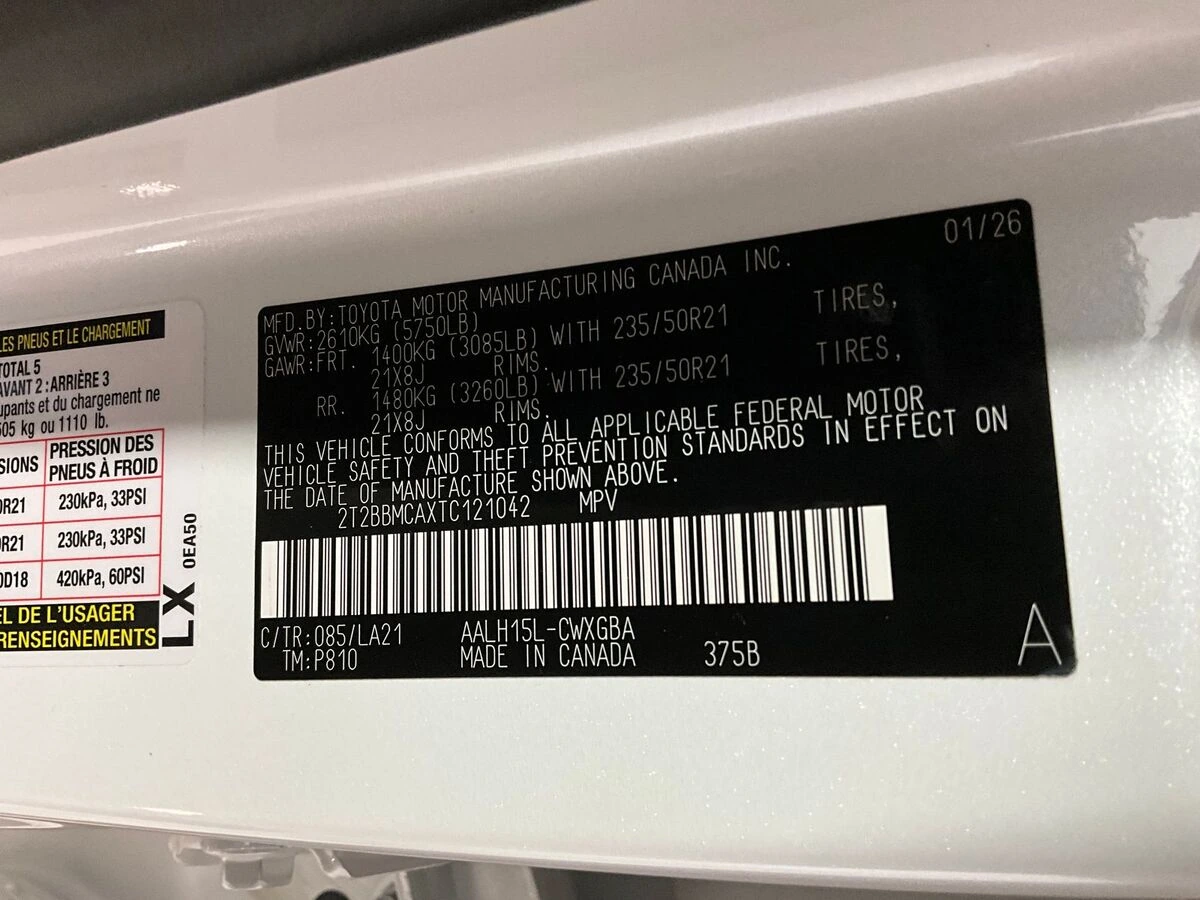 LES PNEUS ET LE CHARGEMENT
TOTAL 5
AVANT 2 : ARRIÈRE 3
upants et du chargement ne
505 kg ou 1110 lb.
SIONS PRESSION DES PNEUS À FROID
R21 230kPa, 33PSI
R21 230kPa, 33PSI
0D18 420kPa, 60PSI
EL DE L'USAGER
RENSEIGNEMENTS
LX 0EA50
01/26
MFD.BY:TOYOTA MOTOR MANUFACTURING CANADA INC.
GVWR:2610KG (5750LB)
GAWR:FRT. 1400KG (3085LB) WITH 235/50R21 TIRES,
21X8J RIMS.
RR. 1480KG (3260LB) WITH 235/50R21 TIRES,
21X8J RIMS.
THIS VEHICLE CONFORMS TO ALL APPLICABLE FEDERAL MOTOR
VEHICLE SAFETY AND THEFT PREVENTION STANDARDS IN EFFECT ON
THE DATE OF MANUFACTURE SHOWN ABOVE.
2T2BBMCAXTC121042 MPV
C/TR:085/LA21 AALH15L-CWXGBA
TM:P810 MADE IN CANADA 375B
A